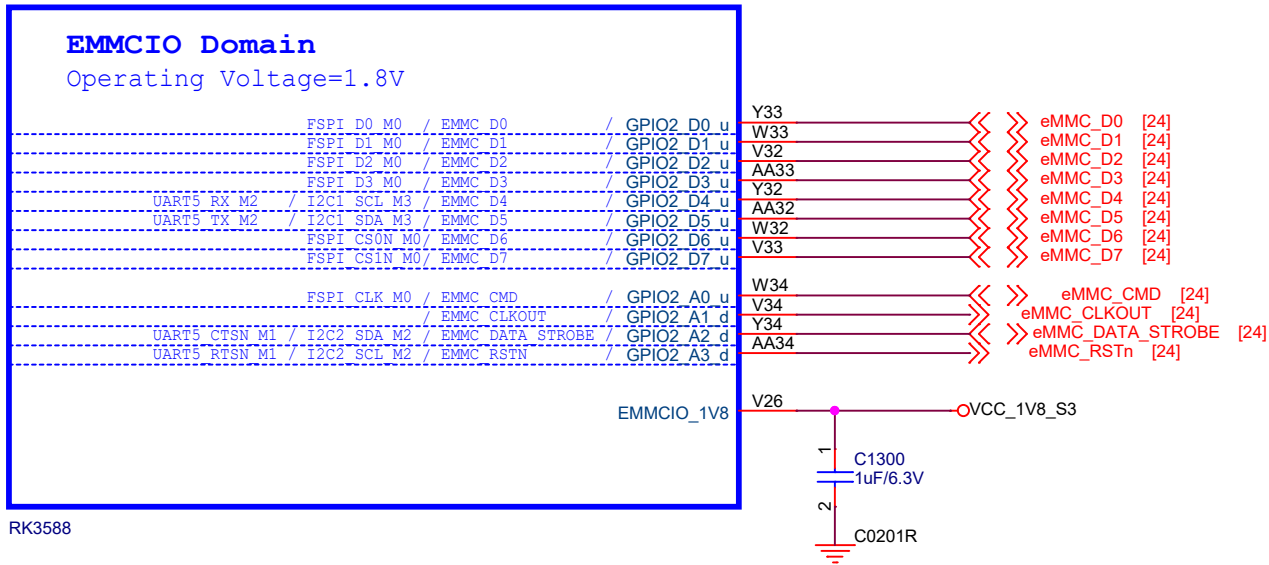 EMMCIO Domain
Operating Voltage=1.8V
FSPI_D0_M0 / EMMC_D0 / GPIO2_D0_u Y33 eMMC_D0 [24]
FSPI_D1_M0 / EMMC_D1 / GPIO2_D1_u W33 eMMC_D1 [24]
FSPI_D2_M0 / EMMC_D2 / GPIO2_D2_u V32 eMMC_D2 [24]
FSPI_D3_M0 / EMMC_D3 / GPIO2_D3_u AA33 eMMC_D3 [24]
UART5_RX_M2 / I2C1_SCL_M3 / EMMC_D4 / GPIO2_D4_u Y32 eMMC_D4 [24]
UART5_TX_M2 / I2C1_SDA_M3 / EMMC_D5 / GPIO2_D5_u AA32 eMMC_D5 [24]
FSPI_CS0N_M0/ EMMC_D6 / GPIO2_D6_u W32 eMMC_D6 [24]
FSPI_CS1N_M0/ EMMC_D7 / GPIO2_D7_u V33 eMMC_D7 [24]
FSPI_CLK_M0 / EMMC_CMD / GPIO2_A0_u W34 eMMC_CMD [24]
/ EMMC_CLKOUT / GPIO2_A1_d V34 eMMC_CLKOUT [24]
UART5_CTSN_M1 / I2C2_SDA_M2 / EMMC_DATA_STROBE / GPIO2_A2_d Y34 eMMC_DATA_STROBE [24]
UART5_RTSN_M1 / I2C2_SCL_M2 / EMMC_RSTN / GPIO2_A3_d AA34 eMMC_RSTn [24]
EMMCIO_1V8 V26 VCC_1V8_S3
1
C1300
1uF/6.3V
2
C0201R
RK3588